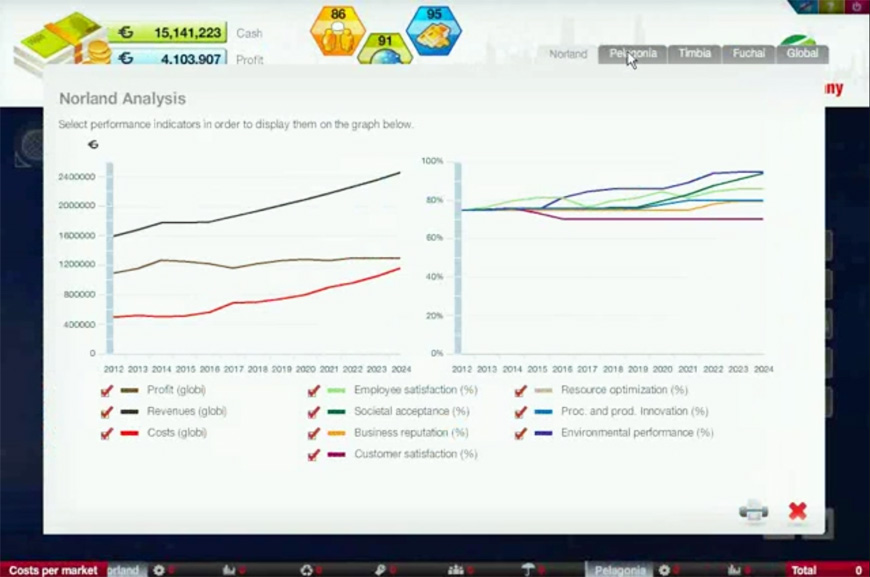 86
95
15,141,223 Cash
91
4.103.907 Profit
Norland Pelagonia Timbia Fuchal Global
ny
Norland Analysis
Select performance indicators in order to display them on the graph below.
€
2400000
2000000
1600000
1200000
800000
400000
0
2012 2013 2014 2015 2016 2017 2018 2019 2020 2021 2022 2023 2024
100%
80%
60%
40%
20%
0%
2012 2013 2014 2015 2016 2017 2018 2019 2020 2021 2022 2023 2024
Profit (globi)
Revenues (globi)
Costs (globi)
Employee satisfaction (%)
Societal acceptance (%)
Business reputation (%)
Customer satisfaction (%)
Resource optimization (%)
Proc. and prod. Innovation (%)
Environmental performance (%)
Costs per market orland Pelagonia Total 0